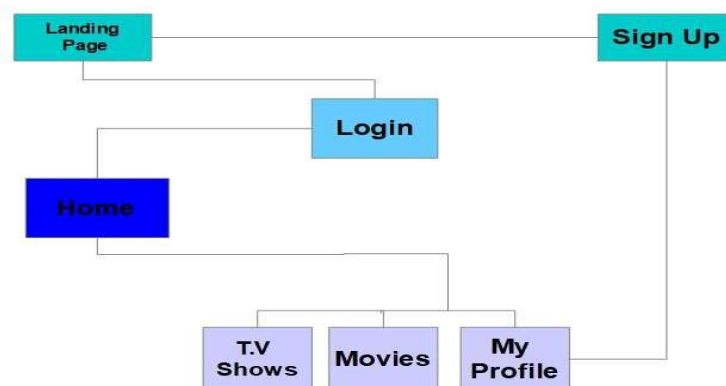 Landing
Page
Sign Up
Login
Home
T.V
Shows
Movies
My
Profile